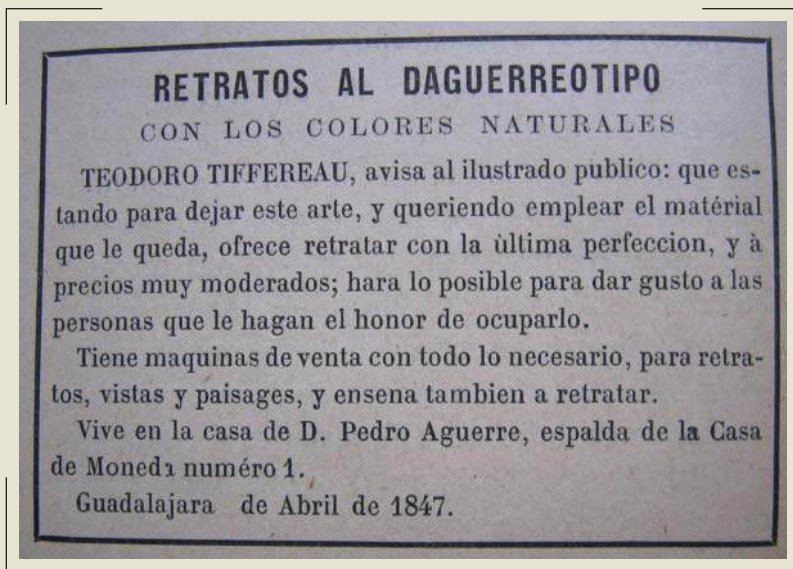 RETRATOS AL DAGUERREOTIPO
CON LOS COLORES NATURALES
TEODORO TIFFEREAU, avisa al ilustrado publico: que es-
tando para dejar este arte, y queriendo emplear el matérial
que le queda, ofrece retratar con la ùltima perfeccion, y à
precios muy moderados; hara lo posible para dar gusto a las
personas que le hagan el honor de ocuparlo.
Tiene maquinas de venta con todo lo necesario, para retra-
tos, vistas y paisages, y ensena tambien a retratar.
Vive en la casa de D. Pedro Aguerre, espalda de la Casa
de Moneda numéro 1.
Guadalajara de Abril de 1847.